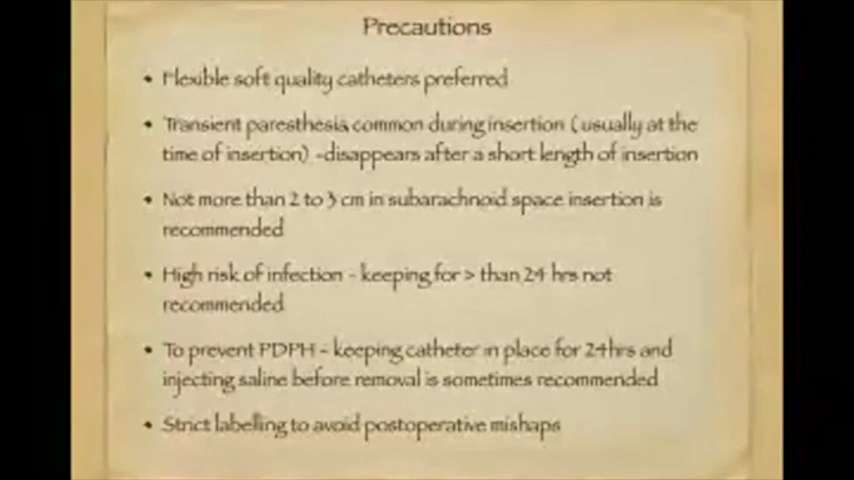 Precautions
• Flexible soft quality catheters preferred
• Transient paresthesia common during insertion ( usually at the
time of insertion) -disappears after a short length of insertion
• Not more than 2 to 3 cm in subarachnoid space insertion is
recommended
• High risk of infection - keeping for > than 24 hrs not
recommended
• To prevent PDPH - keeping catheter in place for 24hrs and
injecting saline before removal is sometimes recommended
• Strict labelling to avoid postoperative mishaps